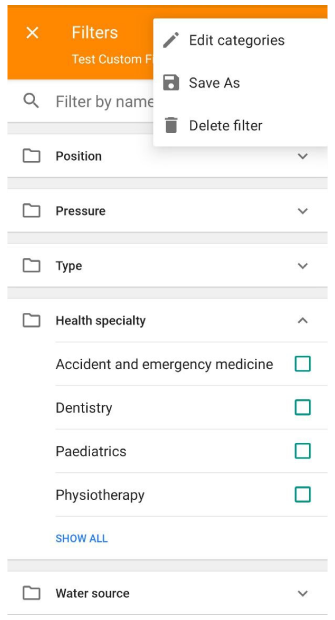 Filters
Test Custom F
Edit categories
Save As
Delete filter
Filter by name
Position
Pressure
Type
Health specialty
Accident and emergency medicine
Dentistry
Paediatrics
Physiotherapy
SHOW ALL
Water source